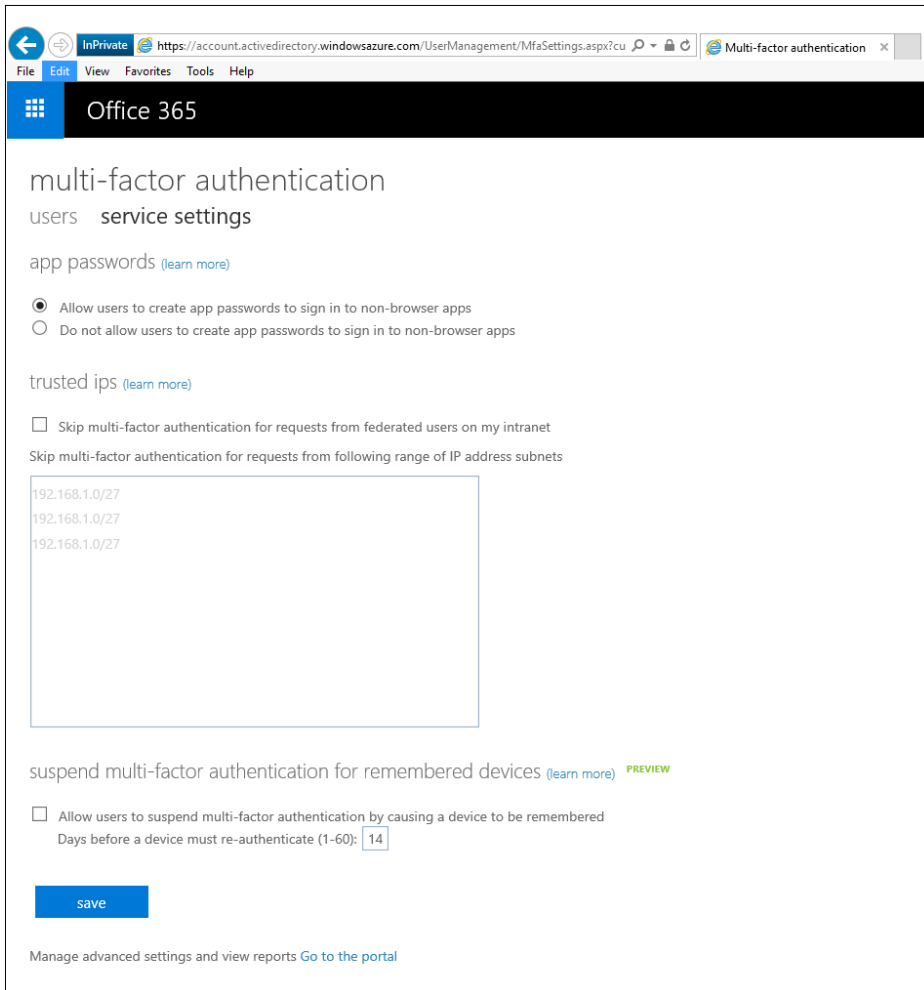 InPrivate https://account.activedirectory.windowsazure.com/UserManagement/MfaSettings.aspx?cu Multi-factor authentication
File Edit View Favorites Tools Help
Office 365
multi-factor authentication
users service settings
app passwords (learn more)
Allow users to create app passwords to sign in to non-browser apps
Do not allow users to create app passwords to sign in to non-browser apps
trusted ips (learn more)
Skip multi-factor authentication for requests from federated users on my intranet
Skip multi-factor authentication for requests from following range of IP address subnets
192.168.1.0/27
192.168.1.0/27
192.168.1.0/27
suspend multi-factor authentication for remembered devices (learn more) PREVIEW
Allow users to suspend multi-factor authentication by causing a device to be remembered
Days before a device must re-authenticate (1-60): 14
save
Manage advanced settings and view reports Go to the portal